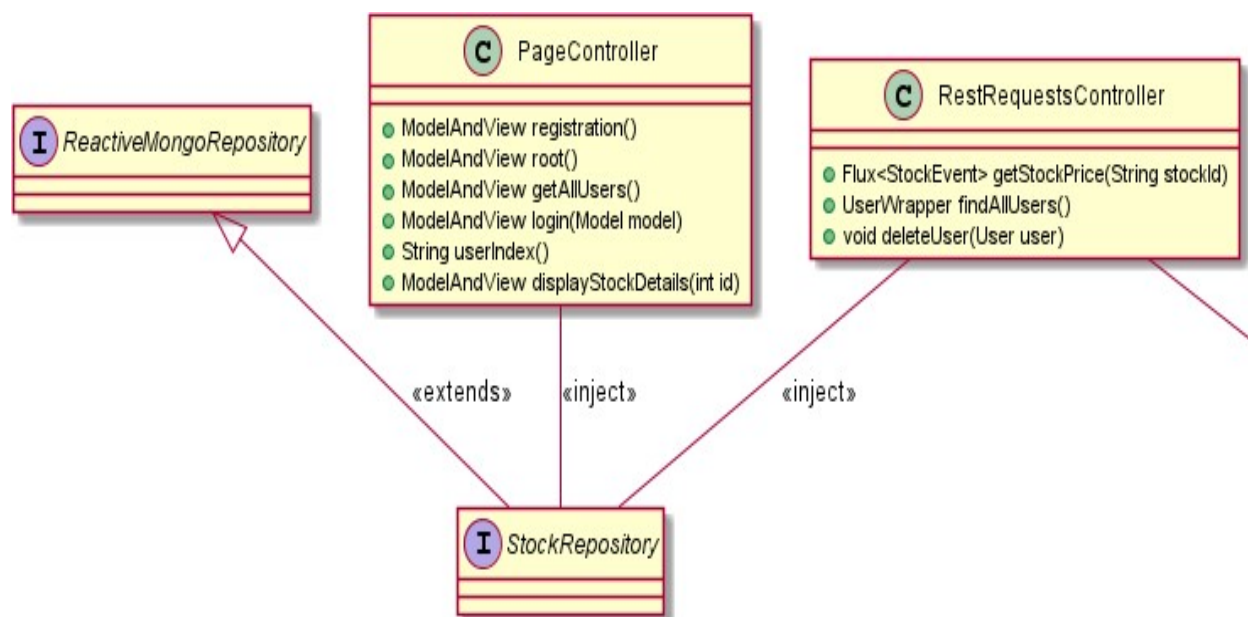 C PageController
ModelAndView registration()
ModelAndView root()
ModelAndView getAllUsers()
ModelAndView login(Model model)
String userIndex()
ModelAndView displayStockDetails(int id)
C RestRequestsController
Flux<StockEvent> getStockPrice(String stockId)
UserWrapper findAllUsers()
void deleteUser(User user)
I ReactiveMongoRepository
«extends»
«inject»
«inject»
I StockRepository